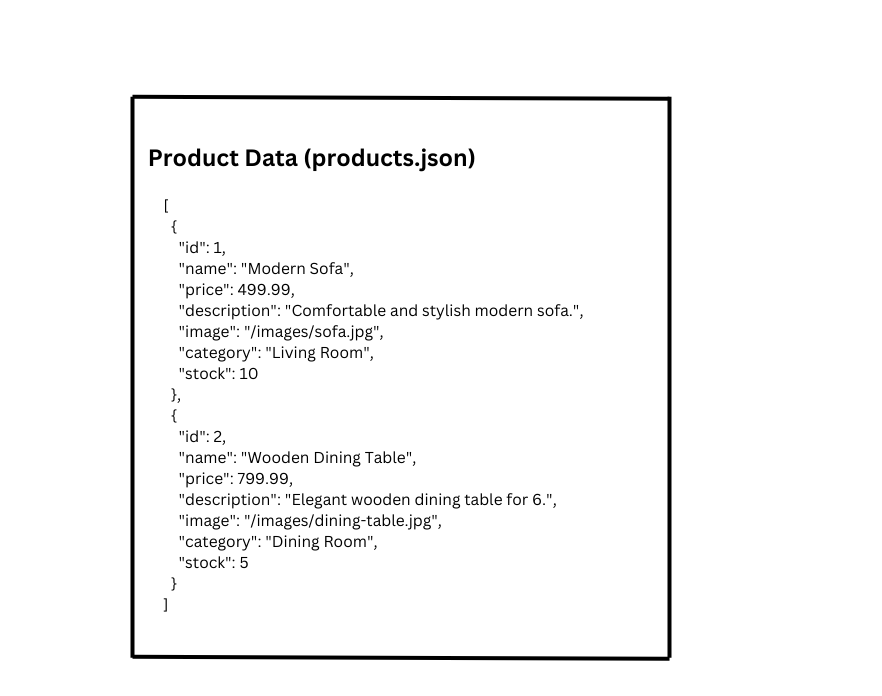 Product Data (products.json)
[
{
"id": 1,
"name": "Modern Sofa",
"price": 499.99,
"description": "Comfortable and stylish modern sofa.",
"image": "/images/sofa.jpg",
"category": "Living Room",
"stock": 10
},
{
"id": 2,
"name": "Wooden Dining Table",
"price": 799.99,
"description": "Elegant wooden dining table for 6.",
"image": "/images/dining-table.jpg",
"category": "Dining Room",
"stock": 5
}
]